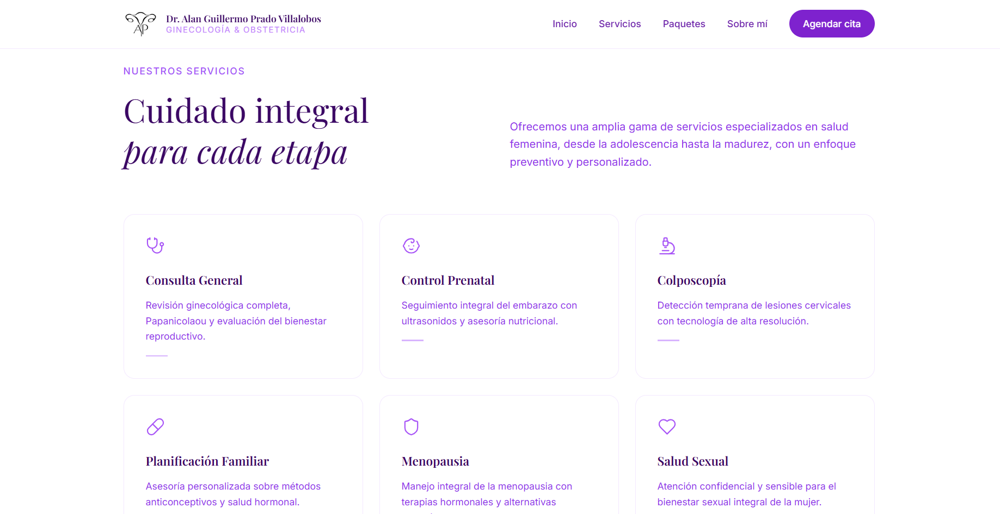 Dr. Alan Guillermo Prado Villalobos
GINECOLOGÍA & OBSTETRICIA
AP
Inicio
Servicios
Paquetes
Sobre mí
Agendar cita
NUESTROS SERVICIOS
Cuidado integral
para cada etapa
Ofrecemos una amplia gama de servicios especializados en salud
femenina, desde la adolescencia hasta la madurez, con un enfoque
preventivo y personalizado.
Consulta General
Revisión ginecológica completa,
Papanicolaou y evaluación del bienestar
reproductivo.
Control Prenatal
Seguimiento integral del embarazo con
ultrasonidos y asesoría nutricional.
Colposcopía
Detección temprana de lesiones cervicales
con tecnología de alta resolución.
Planificación Familiar
Asesoría personalizada sobre métodos
anticonceptivos y salud hormonal.
Menopausia
Manejo integral de la menopausia con
terapias hormonales y alternativas
Salud Sexual
Atención confidencial y sensible para el
bienestar sexual integral de la mujer.